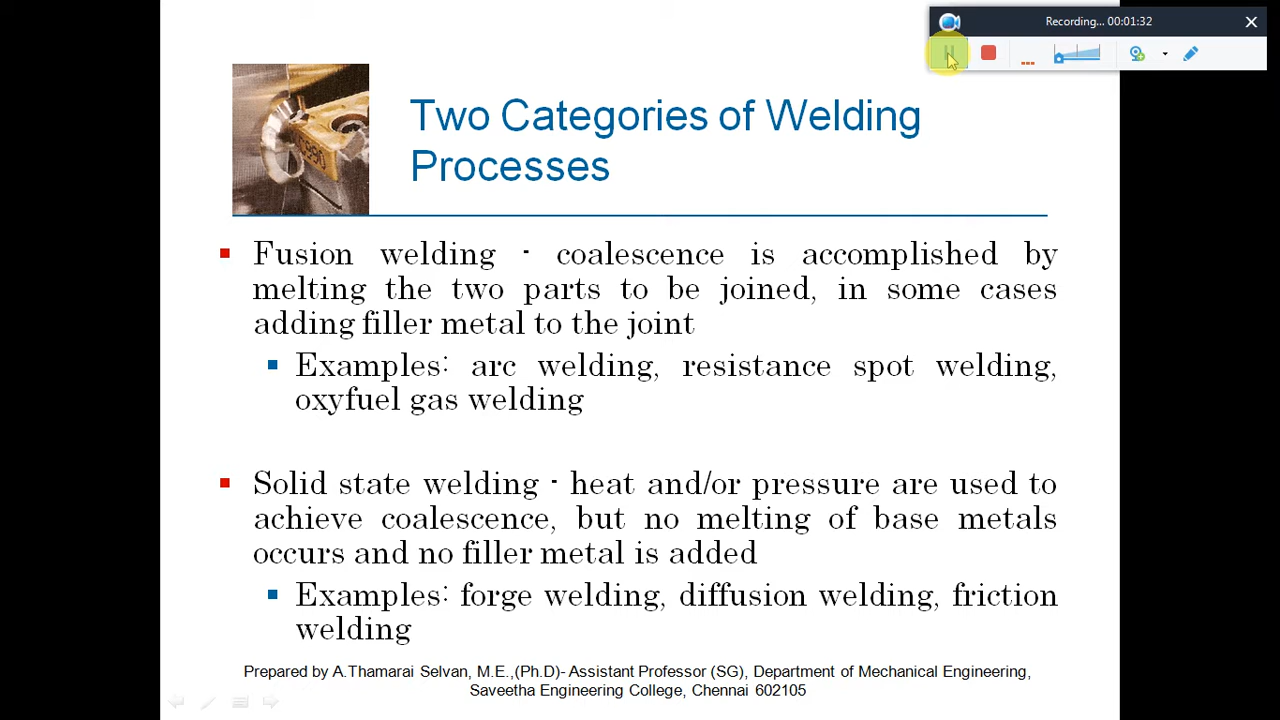 Recording... 00:01:32
C990
Two Categories of Welding
Processes
Fusion welding - coalescence is accomplished by
melting the two parts to be joined, in some cases
adding filler metal to the joint
Examples: arc welding, resistance spot welding,
oxyfuel gas welding
Solid state welding - heat and/or pressure are used to
achieve coalescence, but no melting of base metals
occurs and no filler metal is added
Examples: forge welding, diffusion welding, friction
welding
Prepared by A.Thamarai Selvan, M.E.,(Ph.D)- Assistant Professor (SG), Department of Mechanical Engineering,
Saveetha Engineering College, Chennai 602105